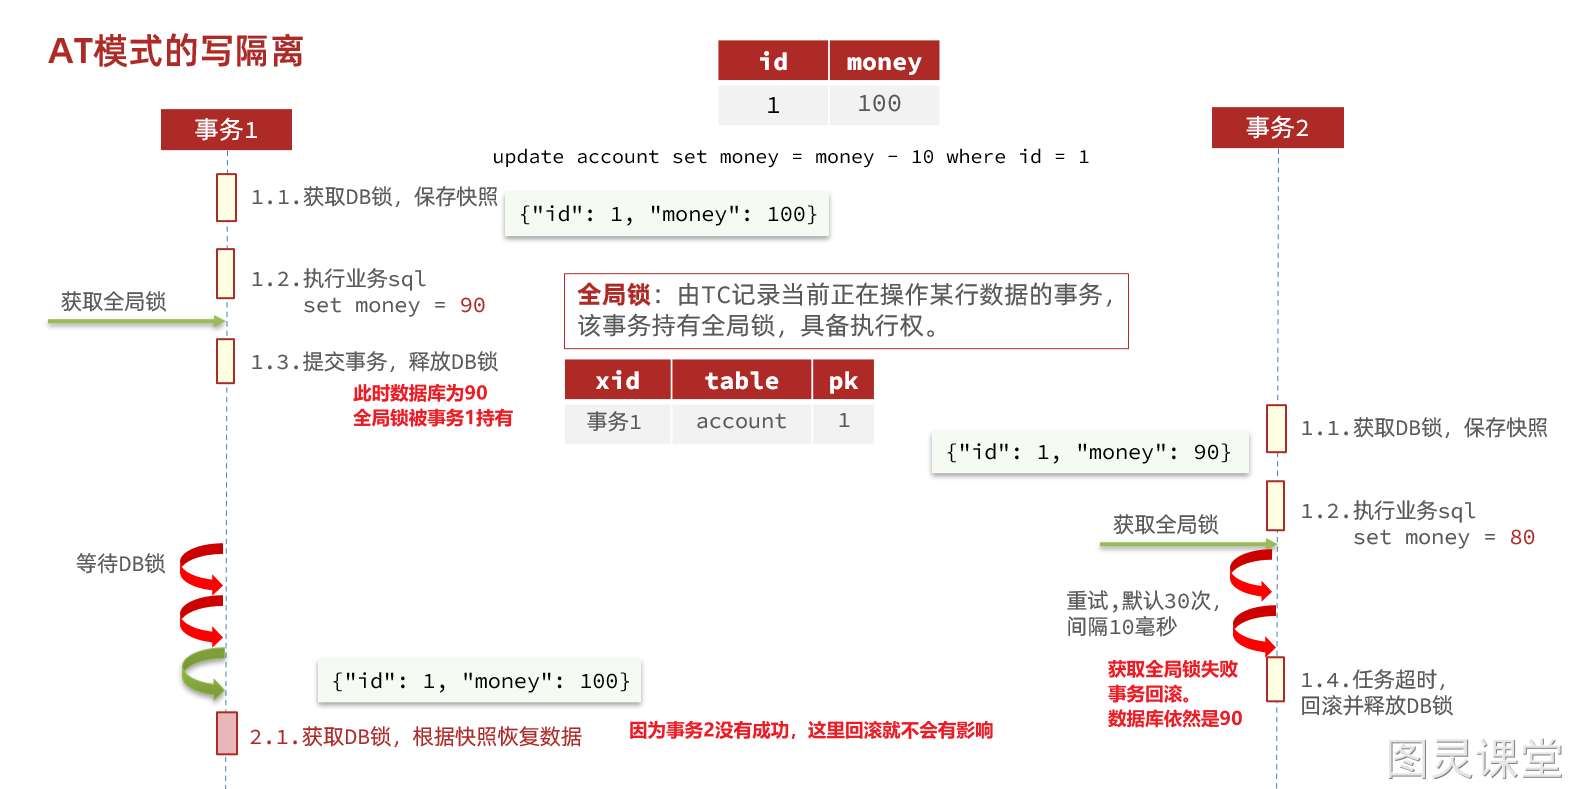 AT模式的写隔离
id money
1 100
事务1
事务2
update account set money = money - 10 where id = 1
1.1.获取DB锁，保存快照
{"id": 1, "money": 100}
1.2.执行业务sql
set money = 90
获取全局锁
全局锁：由TC记录当前正在操作某行数据的事务，
该事务持有全局锁，具备执行权。
1.3.提交事务，释放DB锁
此时数据库为90
全局锁被事务1持有
xid table pk
事务1 account 1
1.1.获取DB锁，保存快照
{"id": 1, "money": 90}
1.2.执行业务sql
set money = 80
获取全局锁
等待DB锁
重试,默认30次，
间隔10毫秒
获取全局锁失败
事务回滚。
数据库依然是90
1.4.任务超时，
回滚并释放DB锁
{"id": 1, "money": 100}
2.1.获取DB锁，根据快照恢复数据
因为事务2没有成功，这里回滚就不会有影响
图灵课堂